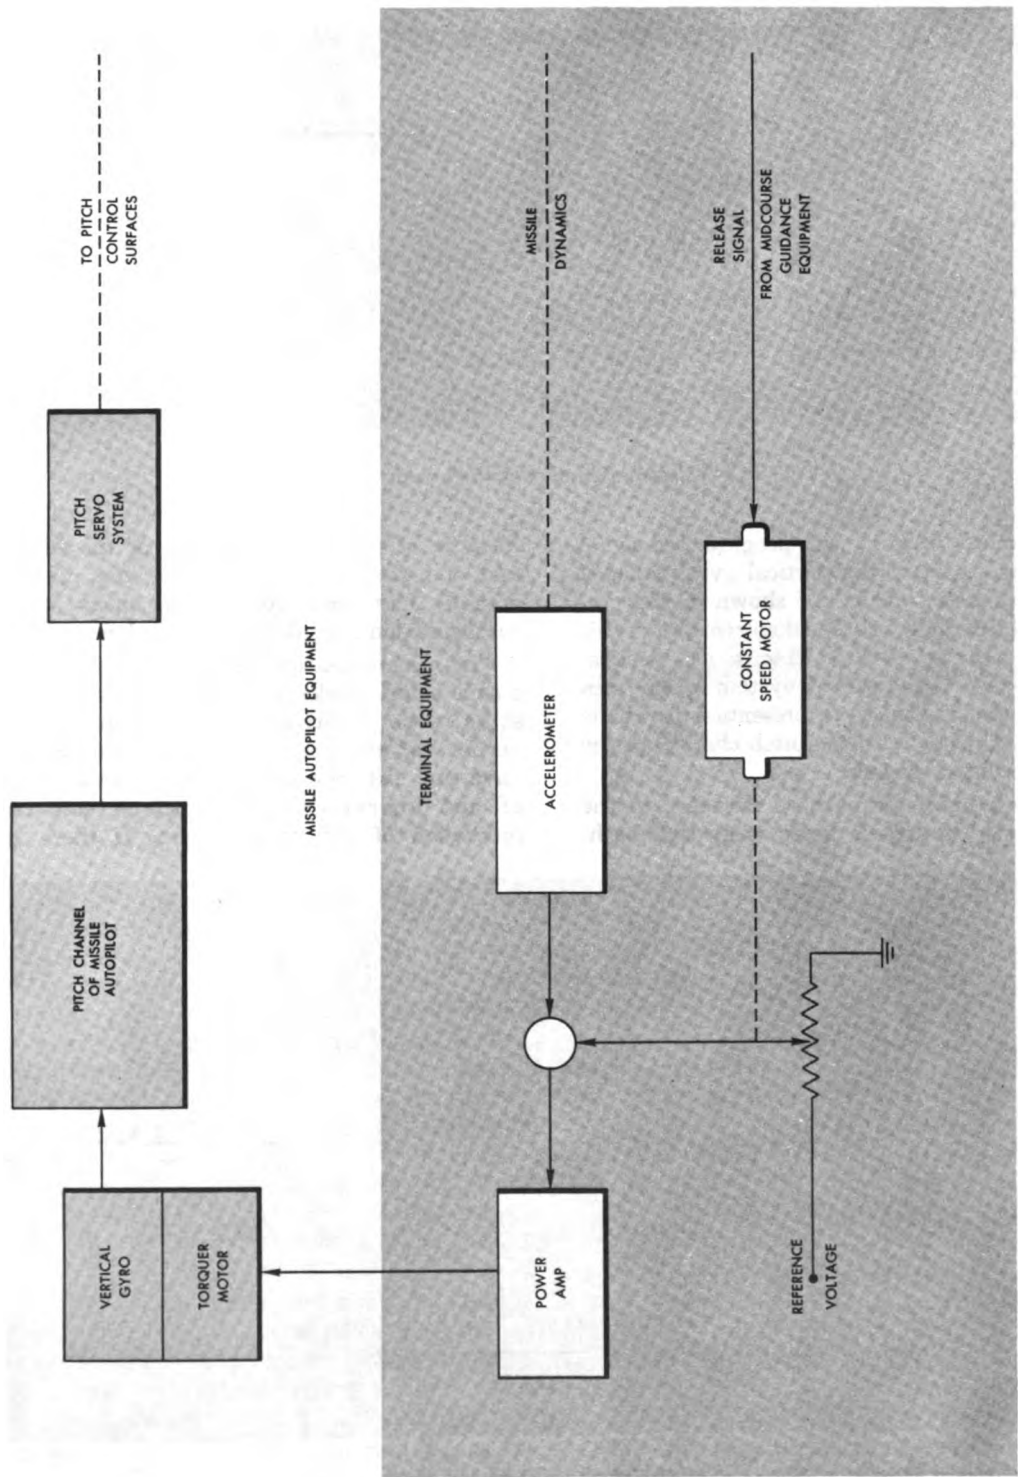 VERTICAL
GYRO
TORQUER
MOTOR
PITCH CHANNEL
OF MISSILE
AUTOPILOT
PITCH
SERVO
SYSTEM
TO PITCH
CONTROL
SURFACES
MISSILE AUTOPILOT EQUIPMENT
TERMINAL EQUIPMENT
POWER
AMP
ACCELEROMETER
MISSILE
DYNAMICS
REFERENCE
VOLTAGE
CONSTANT
SPEED MOTOR
RELEASE
SIGNAL
FROM MIDCOURSE
GUIDANCE
EQUIPMENT